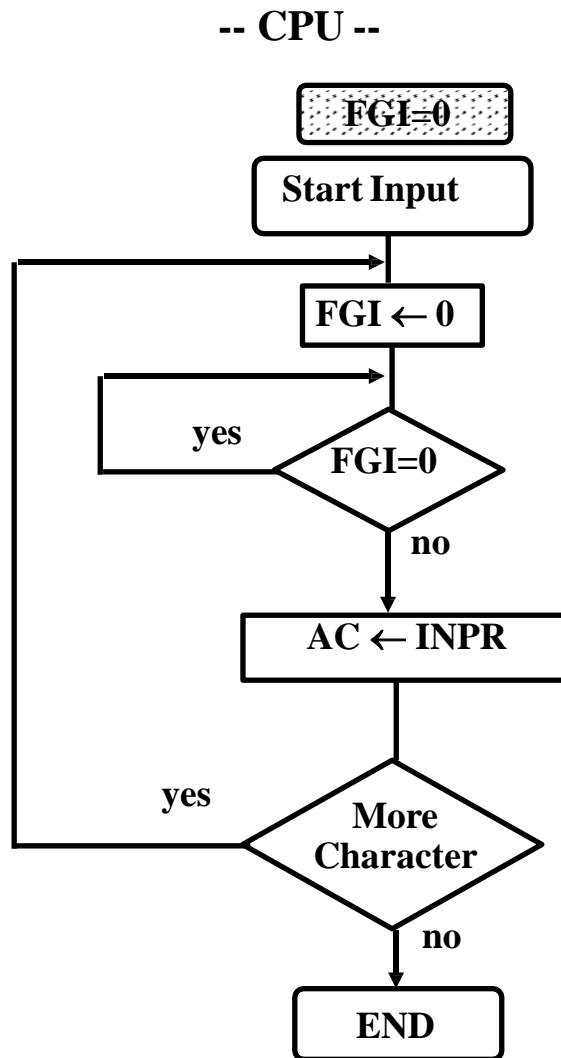 -- CPU --
FGI=0
Start Input
FGI ← 0
yes
FGI=0
no
AC ← INPR
yes
More
Character
no
END